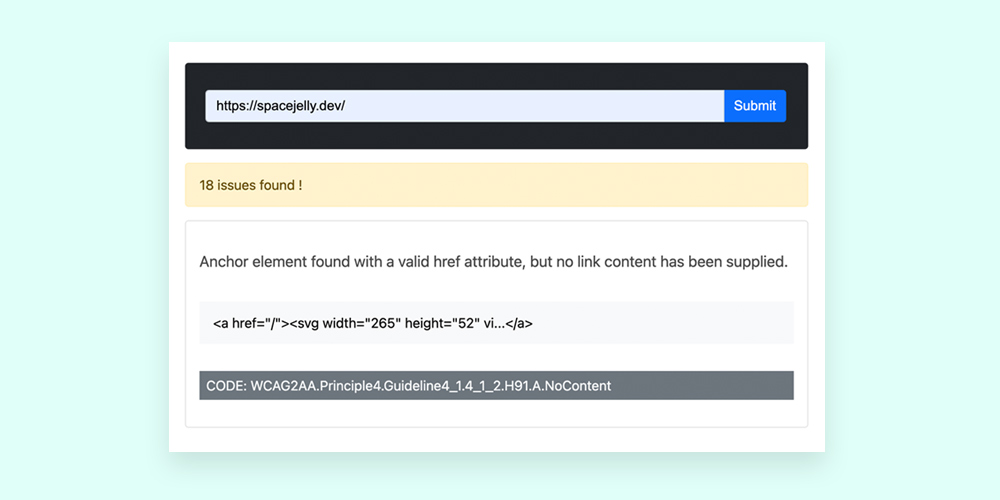 https://spacejelly.dev/
Submit
18 issues found !
Anchor element found with a valid href attribute, but no link content has been supplied.
<a href="/"><svg width="265" height="52" vi...</a>
CODE: WCAG2AA.Principle4.Guideline4_1.4_1_2.H91.A.NoContent